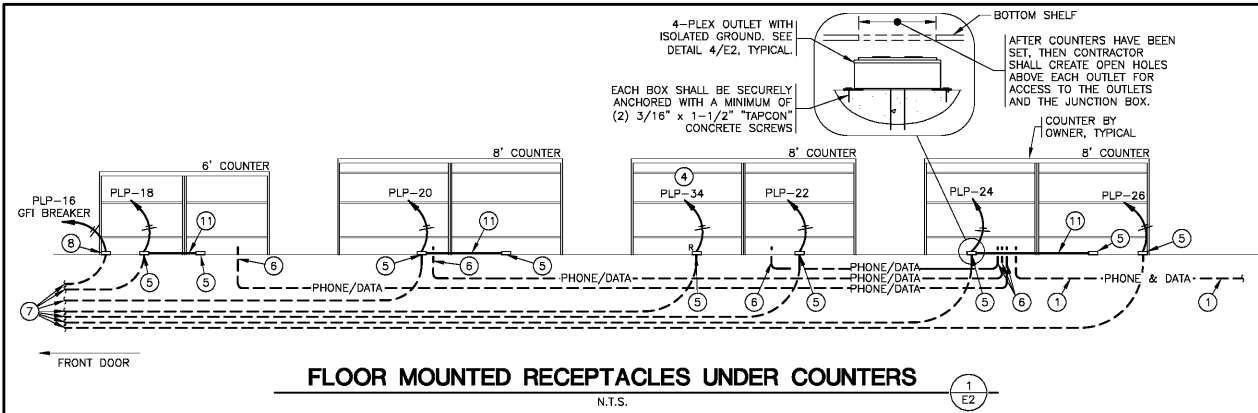 4-PLEX OUTLET WITH
ISOLATED GROUND. SEE
DETAIL 4/E2, TYPICAL.
BOTTOM SHELF
AFTER COUNTERS HAVE BEEN
SET, THEN CONTRACTOR
SHALL CREATE OPEN HOLES
ABOVE EACH OUTLET FOR
ACCESS TO THE OUTLETS
AND THE JUNCTION BOX.
EACH BOX SHALL BE SECURELY
ANCHORED WITH A MINIMUM OF
(2) 3/16" x 1-1/2" "TAPCON"
CONCRETE SCREWS
COUNTER BY
OWNER, TYPICAL
6' COUNTER
8' COUNTER
8' COUNTER
8' COUNTER
PLP-16
GFI BREAKER
PLP-18
PLP-20
4
PLP-34
PLP-22
PLP-24
PLP-26
8
11
11
11
R
5
5
6
5
6
5
5
6
5
5
6
5
5
PHONE/DATA
PHONE/DATA
PHONE/DATA
PHONE/DATA
PHONE/DATA
1
PHONE & DATA
1
7
FRONT DOOR
FLOOR MOUNTED RECEPTACLES UNDER COUNTERS
N.T.S.
1
E2